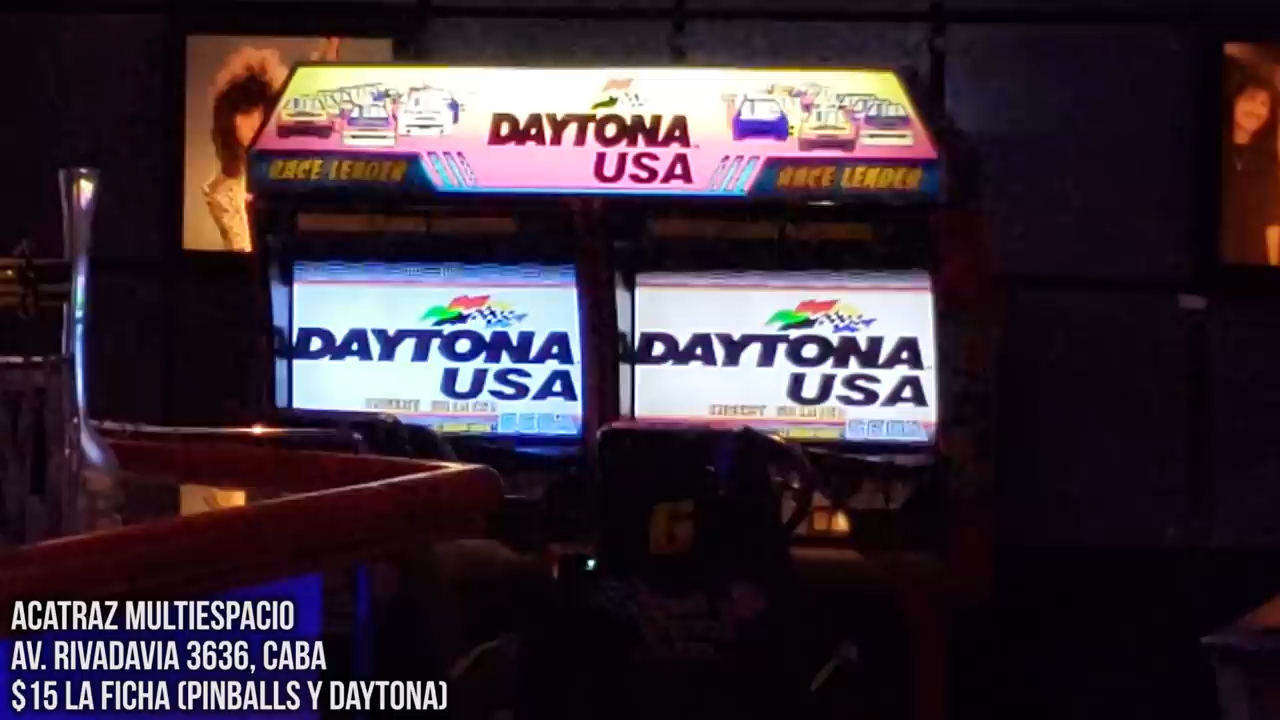 DAYTONA
USA
RACE LEADER
RACE LEADER
DAYTONA
USA
DAYTONA
USA
SEGA
SEGA
6
ACATRAZ MULTIESPACIO
AV. RIVADAVIA 3636, CABA
$15 LA FICHA (PINBALLS Y DAYTONA)